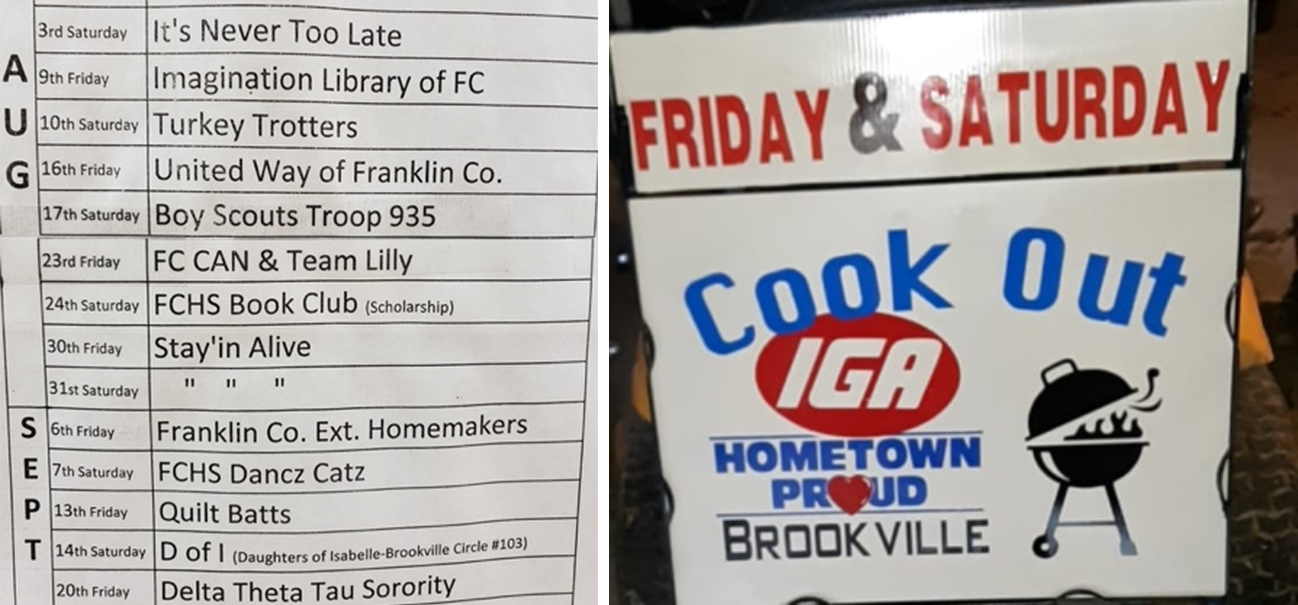 3rd Saturday It's Never Too Late
9th Friday Imagination Library of FC
10th Saturday Turkey Trotters
16th Friday United Way of Franklin Co.
17th Saturday Boy Scouts Troop 935
23rd Friday FC CAN & Team Lilly
24th Saturday FCHS Book Club (Scholarship)
30th Friday Stay'in Alive
31st Saturday " " "
AUG
6th Friday Franklin Co. Ext. Homemakers
7th Saturday FCHS Dancz Catz
13th Friday Quilt Batts
14th Saturday D of I (Daughters of Isabelle-Brookville Circle #103)
20th Friday Delta Theta Tau Sorority
SEPT
FRIDAY & SATURDAY
Cook Out
IGA
HOMETOWN
PROUD
BROOKVILLE